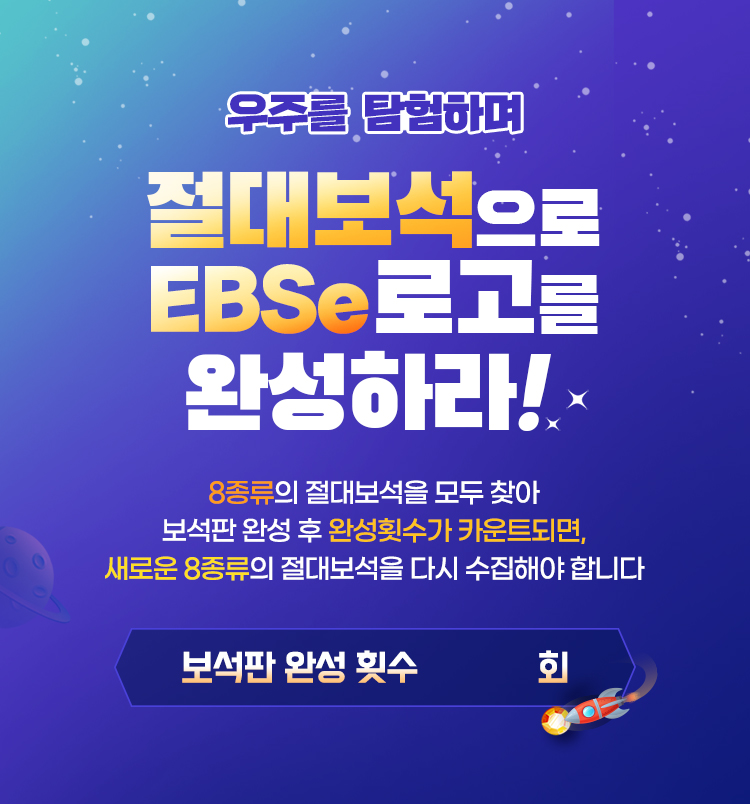 우주를 탐험하며
절대보석으로
EBSe로고를
완성하라!
8종류의 절대보석을 모두 찾아
보석판 완성 후 완성횟수가 카운트되면,
새로운 8종류의 절대보석을 다시 수집해야 합니다
보석판 완성 횟수 회